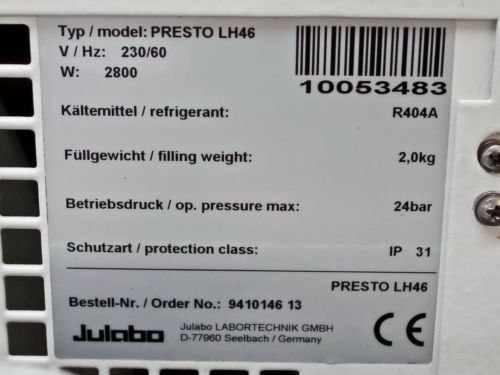 Typ / model: PRESTO LH46
V / Hz: 230/60
W: 2800
10053483
Kältemittel / refrigerant: R404A
Füllgewicht / filling weight: 2,0kg
Betriebsdruck / op. pressure max: 24bar
Schutzart / protection class: IP 31
PRESTO LH46
Bestell-Nr. / Order No.: 9410146 13
Julabo
Julabo LABORTECHNIK GMBH
D-77960 Seelbach / Germany
CE